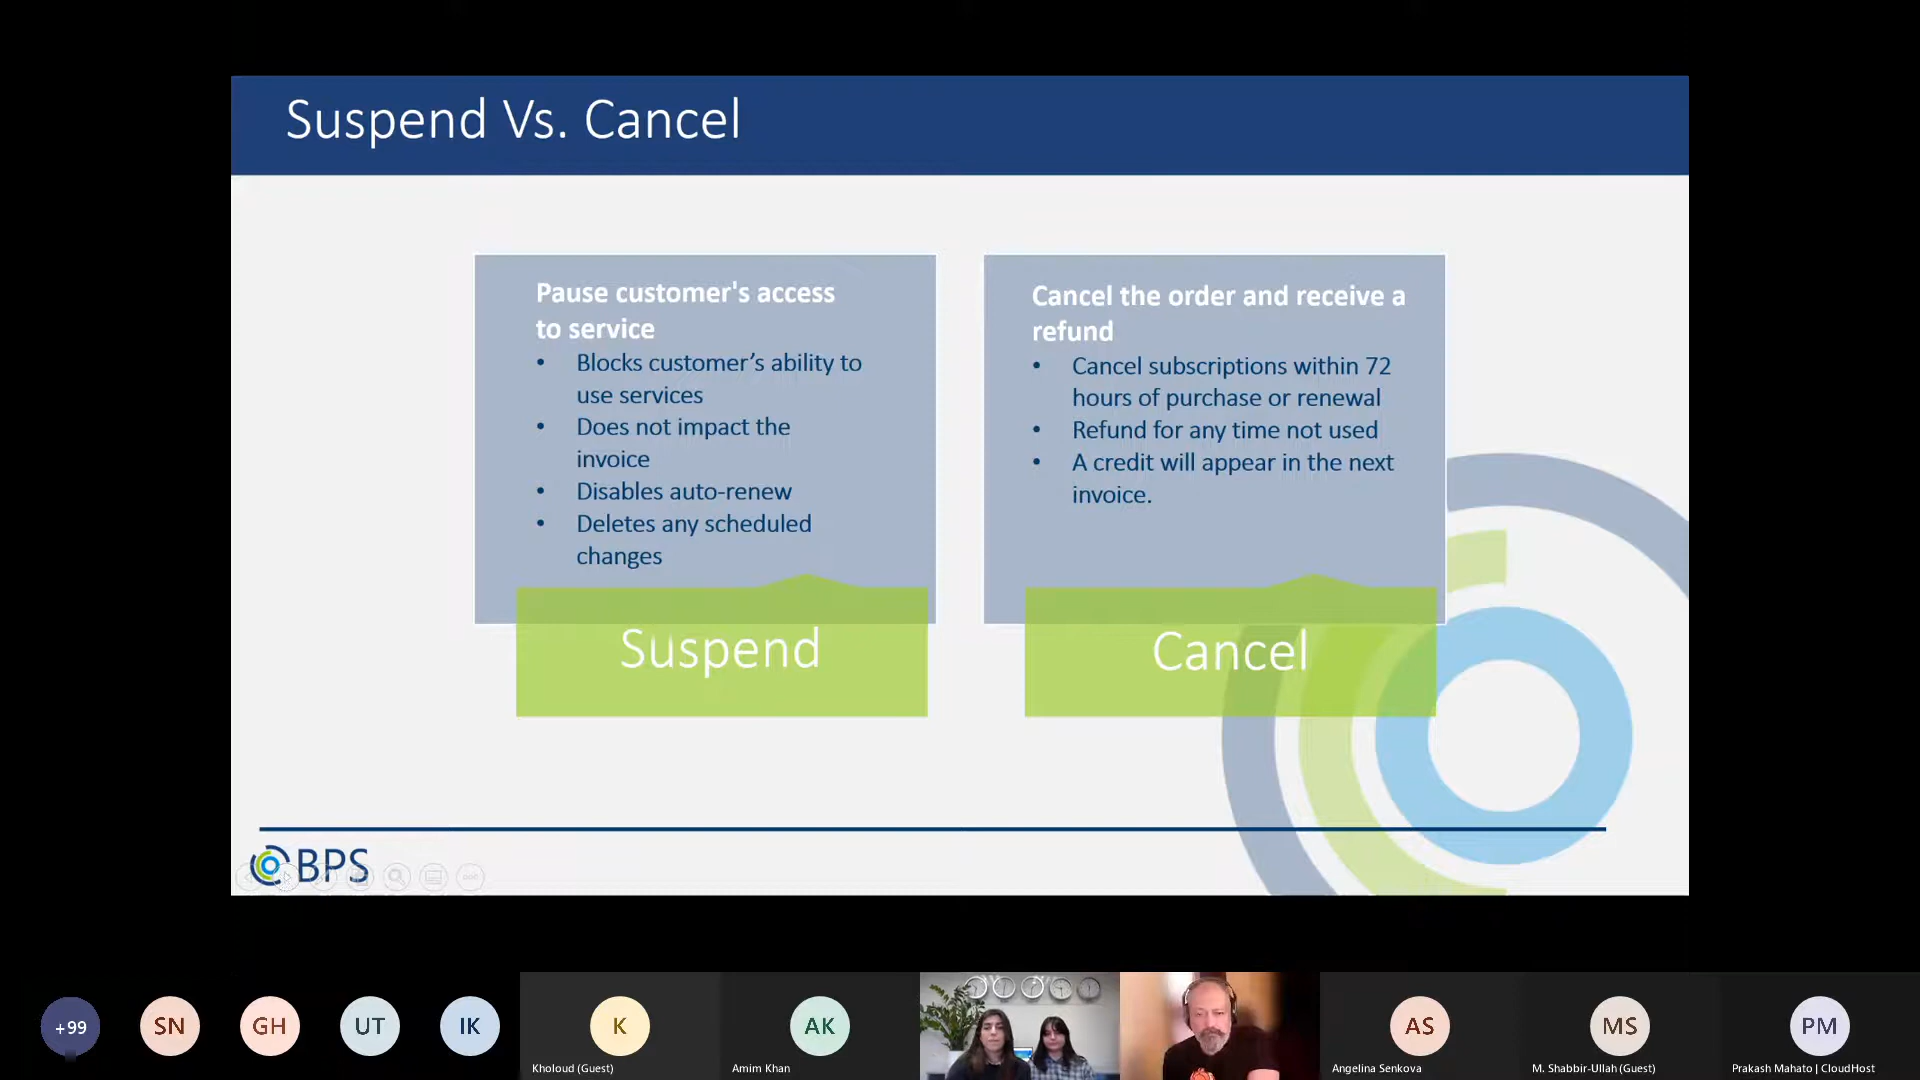 Suspend Vs. Cancel
Pause customer's access
to service
• Blocks customer’s ability to
use services
• Does not impact the
invoice
• Disables auto-renew
• Deletes any scheduled
changes
Suspend
Cancel the order and receive a
refund
• Cancel subscriptions within 72
hours of purchase or renewal
• Refund for any time not used
• A credit will appear in the next
invoice.
Cancel
BPS
+99
SN
GH
UT
IK
K
Kholoud (Guest)
AK
Amim Khan
AS
Angelina Senkova
MS
M. Shabbir-Ullah (Guest)
PM
Prakash Mahato | CloudHost